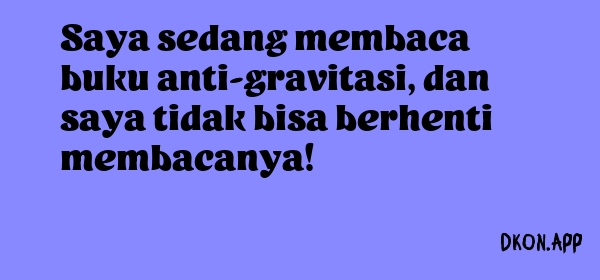 Saya sedang membaca
buku anti-gravitasi, dan
saya tidak bisa berhenti
membacanya!
DKON.APP